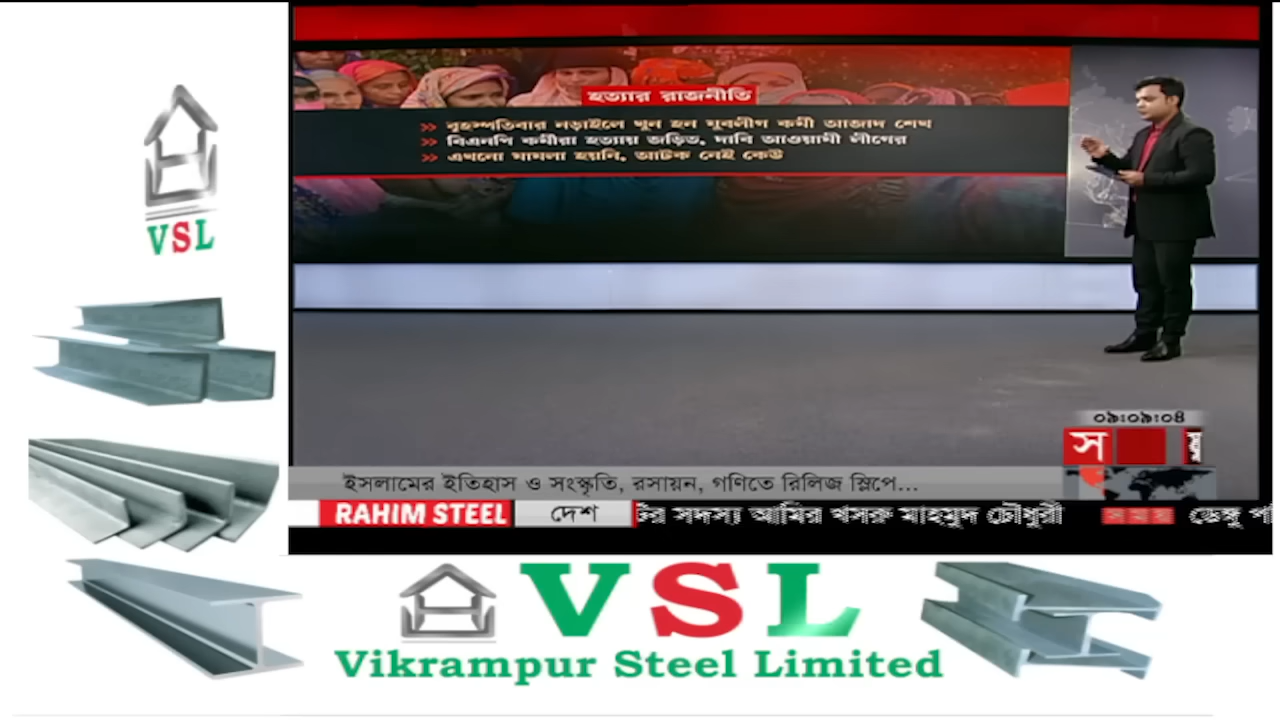 VSL
হত্যার রাজনীতি
>> বৃহস্পতিবার নড়াইলে খুন হন যুবলীগ কর্মী আজাদ শেখ
>> বিএনপি কর্মীরা হত্যায় জড়িত, দাবি আওয়ামী লীগের
>> এখনো মামলা হয়নি, আটক নেই কেউ
০৯:০৯:০৪
স
ইসলামের ইতিহাস ও সংস্কৃতি, রসায়ন, গণিতে রিলিজ স্লিপে...
RAHIM STEEL দেশ সদস্য আমির খসরু মাহমুদ চৌধুরী সময় ডেঙ্গু
VSL
Vikrampur Steel Limited